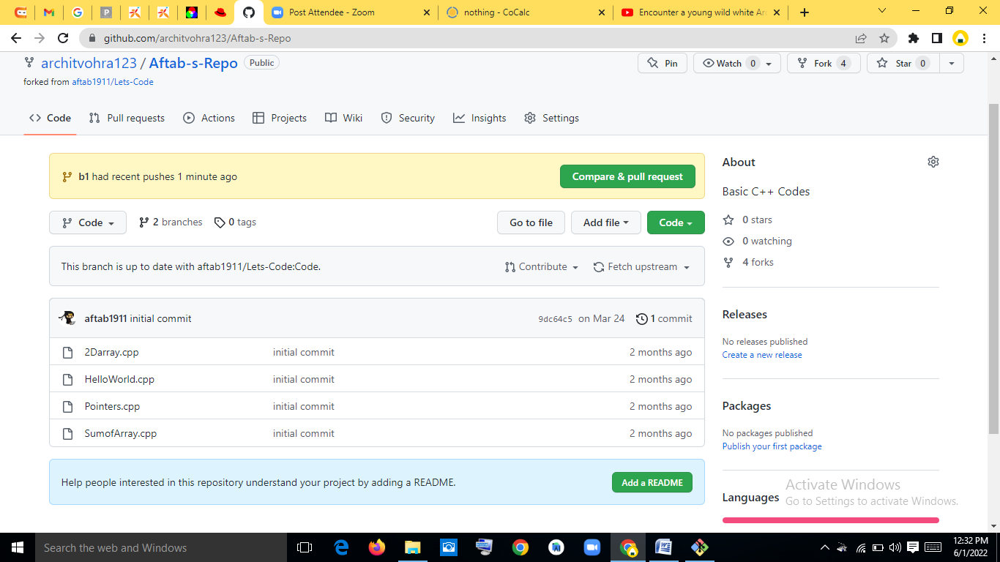 Post Attendee - Zoom
nothing - CoCalc
Encounter a young wild white Ar
github.com/architvohra123/Aftab-s-Repo
architvohra123 / Aftab-s-Repo Public
Pin
Watch 0
Fork 4
Star 0
forked from aftab1911/Lets-Code
Code
Pull requests
Actions
Projects
Wiki
Security
Insights
Settings
b1 had recent pushes 1 minute ago
Compare & pull request
Code
2 branches
0 tags
Go to file
Add file
Code
This branch is up to date with aftab1911/Lets-Code:Code.
Contribute
Fetch upstream
aftab1911 initial commit
9dc64c5 on Mar 24
1 commit
2Darray.cpp initial commit 2 months ago
HelloWorld.cpp initial commit 2 months ago
Pointers.cpp initial commit 2 months ago
SumofArray.cpp initial commit 2 months ago
Help people interested in this repository understand your project by adding a README.
Add a README
About
Basic C++ Codes
0 stars
0 watching
4 forks
Releases
No releases published
Create a new release
Packages
No packages published
Publish your first package
Languages
Activate Windows
Go to Settings to activate Windows.
Search the web and Windows
12:32 PM
6/1/2022